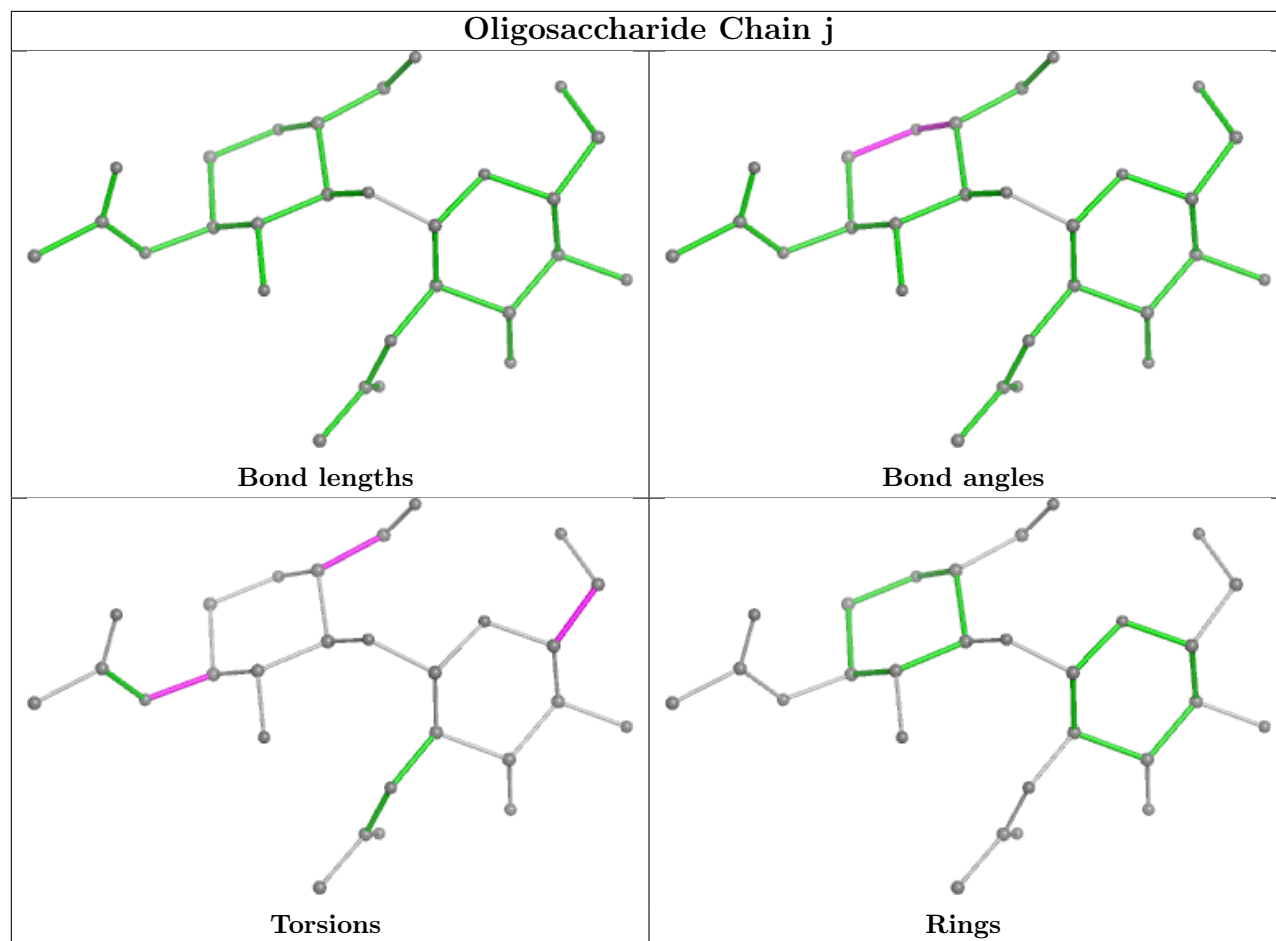 Oligosaccharide Chain j
Bond lengths
Bond angles
Torsions
Rings